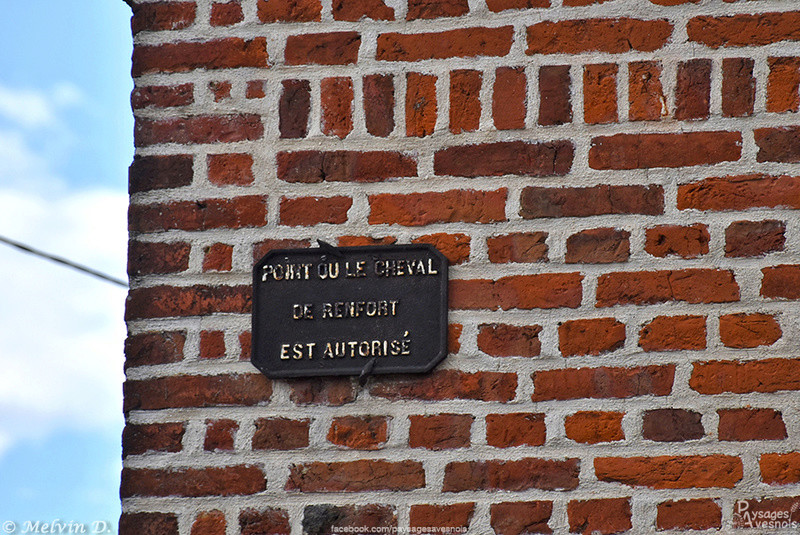 POINT OU LE CHEVAL
DE RENFORT
EST AUTORISÉ
© Melvin D.
facebook.com/paysagesavesnois
Paysages
Avesnois